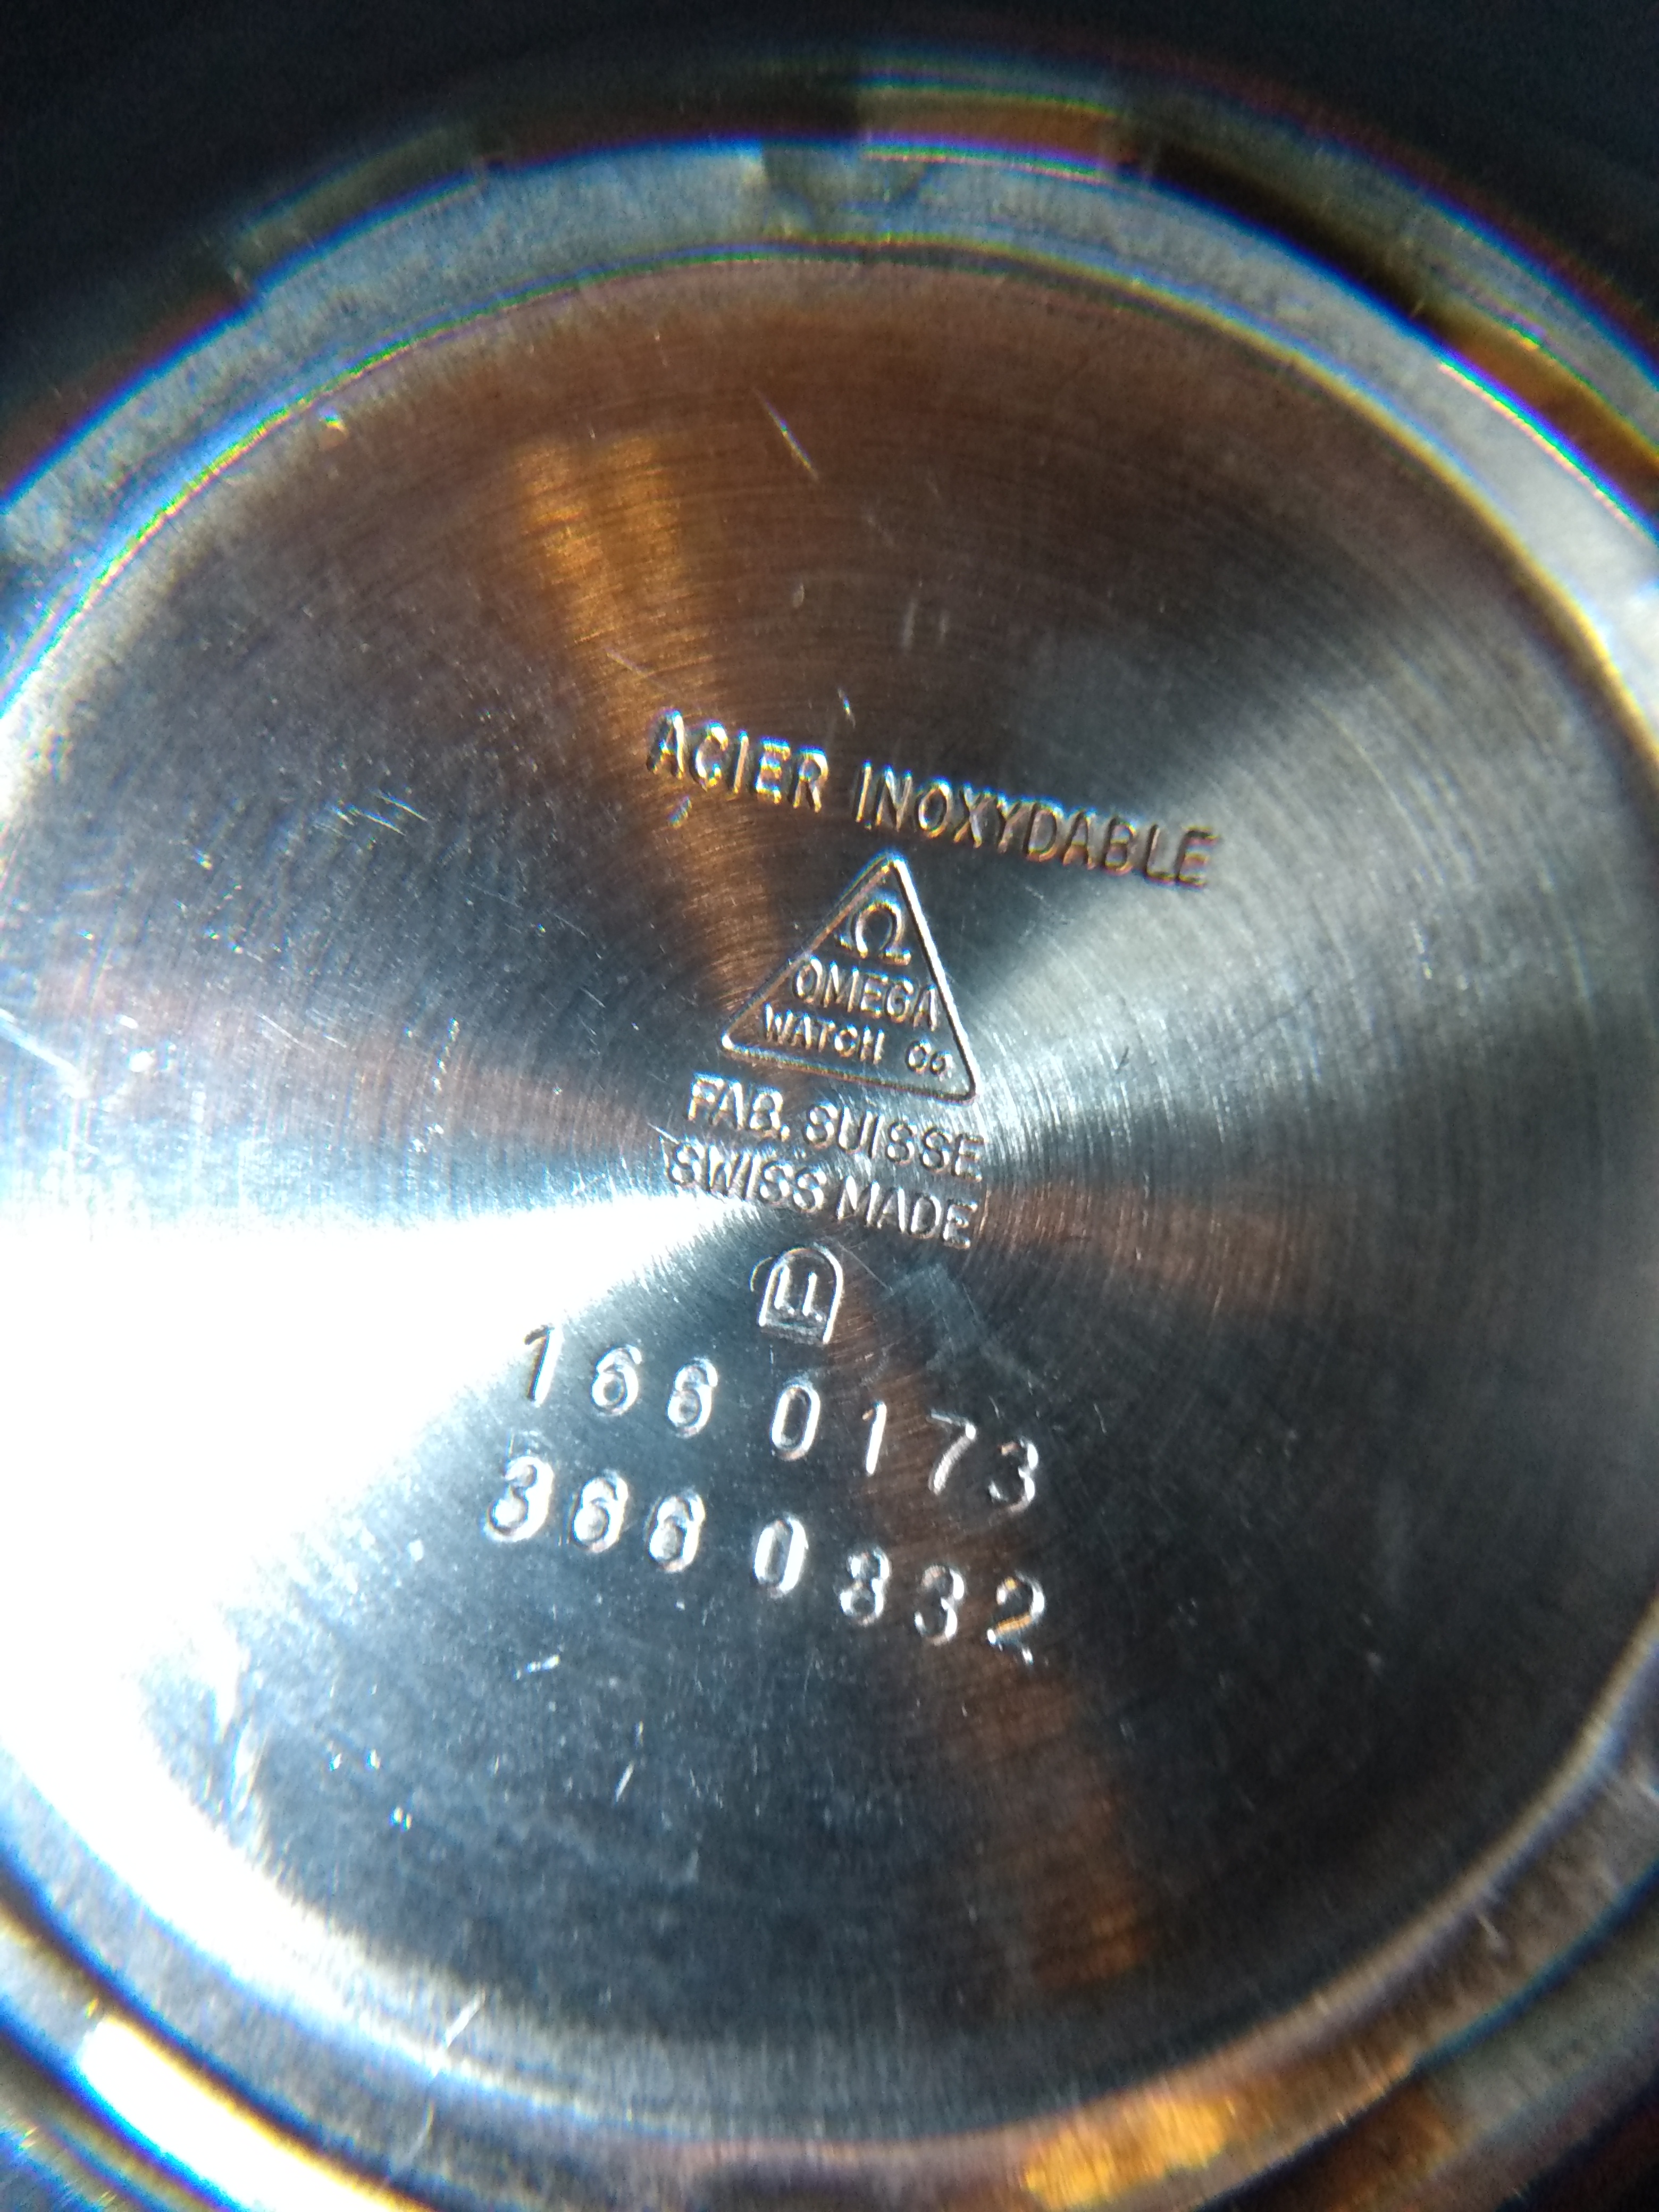 ACIER INOXYDABLE
Ω
OMEGA
WATCH Co
FAB. SUISSE
SWISS MADE
166 0173
366 0832